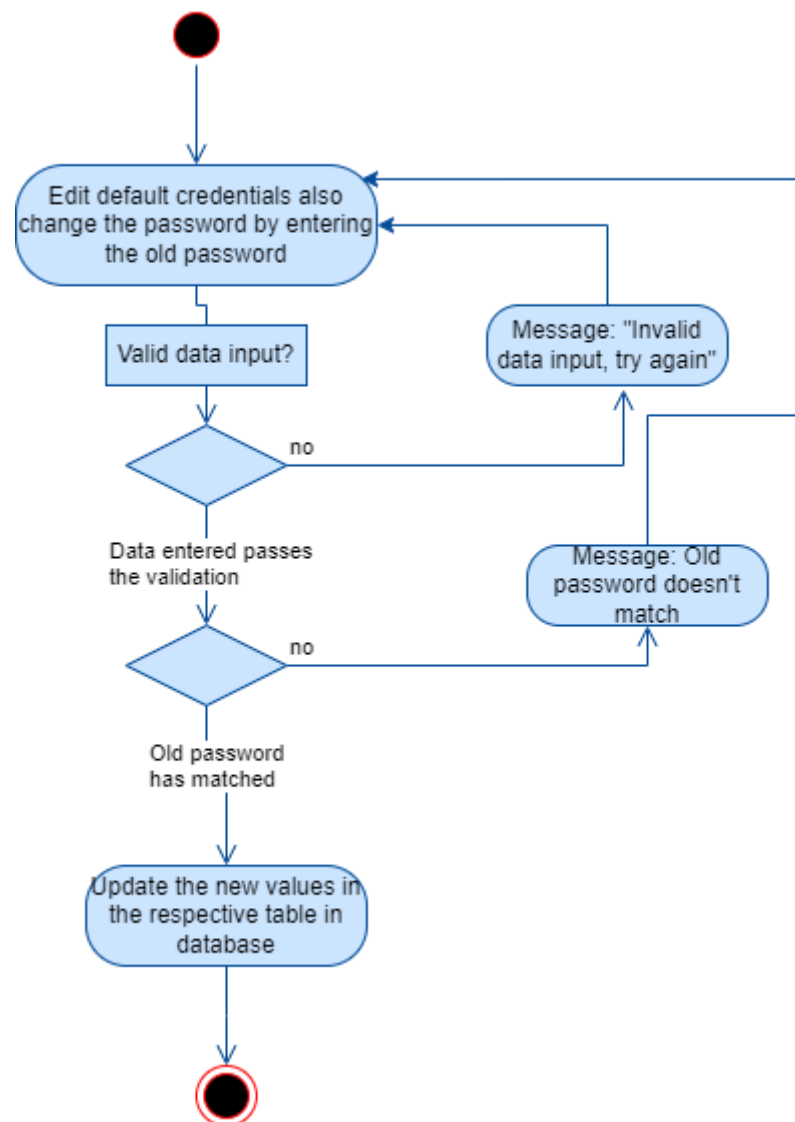 Edit default credentials also
change the password by entering
the old password
Valid data input?
Message: "Invalid
data input, try again"
no
Data entered passes
the validation
Message: Old
password doesn't
match
no
Old password
has matched
Update the new values in
the respective table in
database